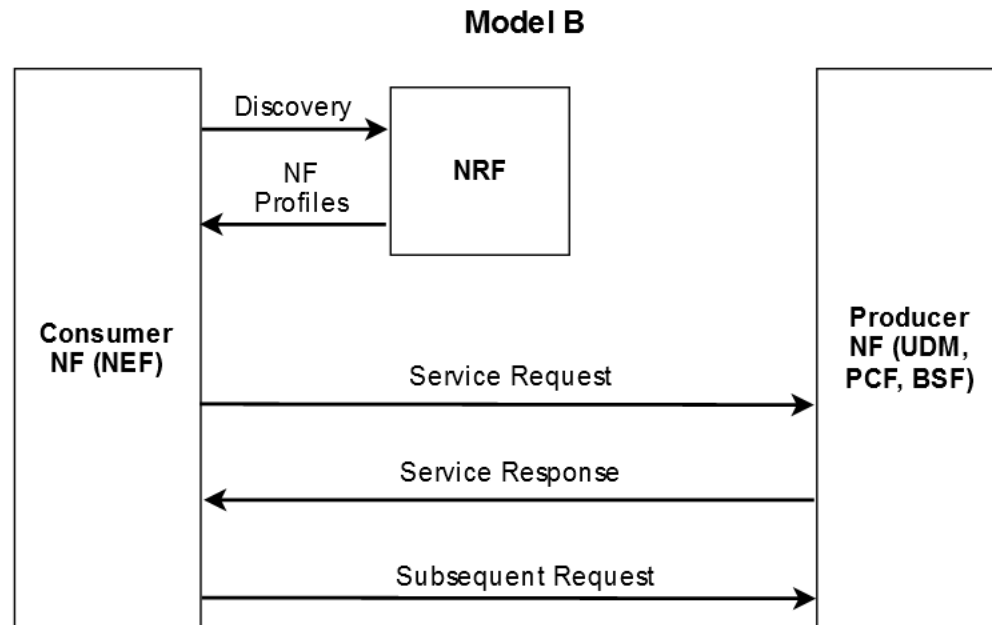 Model B
Discovery
NRF
NF
Profiles
Consumer
NF (NEF)
Producer
NF (UDM,
PCF, BSF)
Service Request
Service Response
Subsequent Request